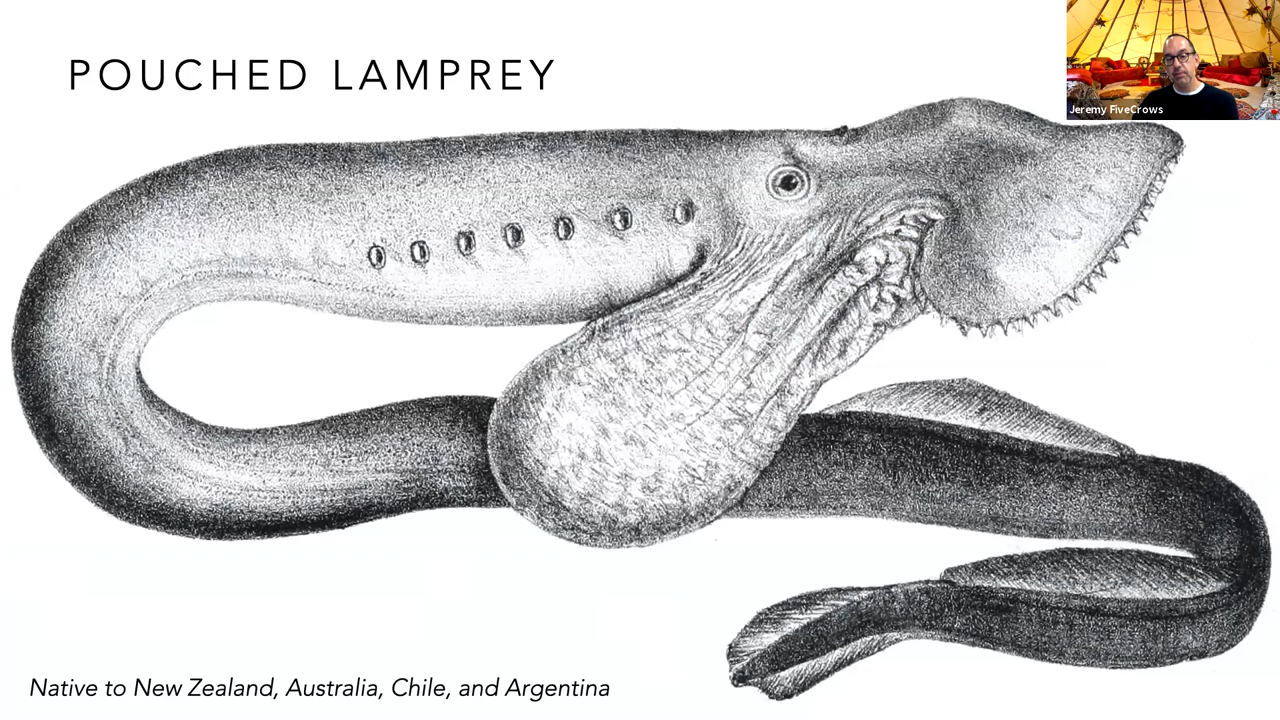 POUCHED LAMPREY
Jeremy FiveCrows
Native to New Zealand, Australia, Chile, and Argentina